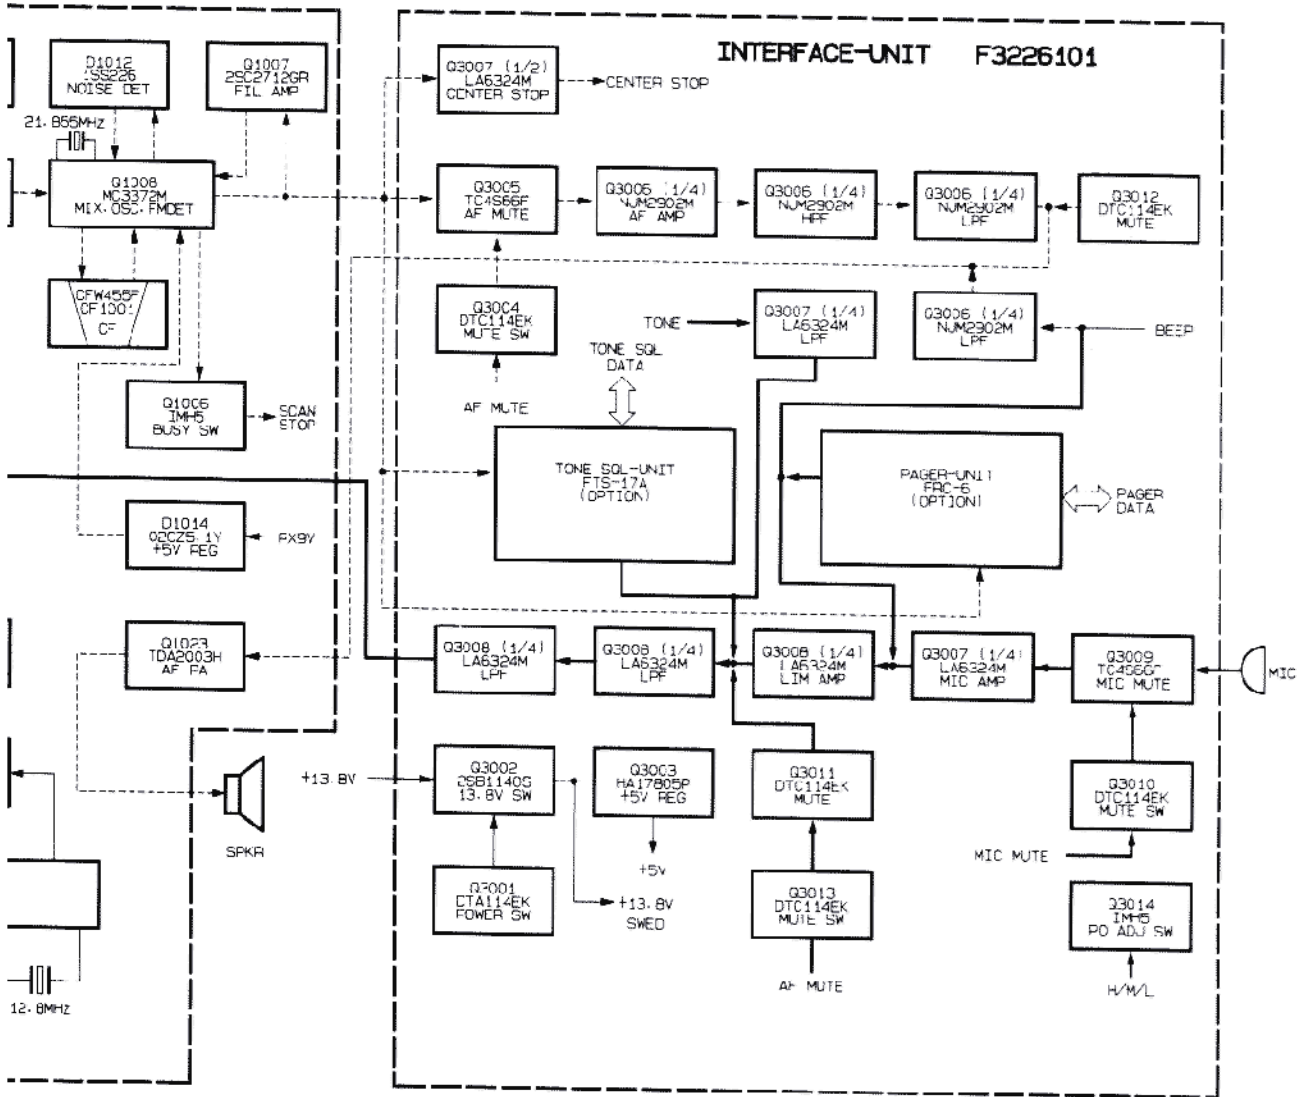 INTERFACE-UNIT F3226101
D1012
1SS226
NOISE DET
Q1007
2SC2712GR
FIL AMP
Q3007 (1/2)
LA6324M
CENTER STOP
CENTER STOP
21.855MHz
Q1008
MC3372M
MIX.OSC.FMDET
Q3005
TC4S66F
AF MUTE
Q3006 (1/4)
NJM2902M
AF AMP
Q3006 (1/4)
NJM2902M
HPF
Q3006 (1/4)
NJM2902M
LPF
Q3012
DTC114EK
MUTE
CFW455F
CF1001
CF
Q3004
DTC114EK
MUTE SW
TONE
Q3007 (1/4)
LA6324M
LPF
Q3006 (1/4)
NJM2902M
LPF
BEEP
TONE SQL
DATA
AF MUTE
Q1006
IMH5
BUSY SW
SCAN
STOP
TONE SQL-UNIT
FTS-17A
(OPTION)
PAGER-UNIT
FRC-6
(OPTION)
PAGER
DATA
D1014
02CZ5.1Y
+5V REG
RX9V
Q1023
TDA2003H
AF PA
Q3008 (1/4)
LA6324M
LPF
Q3008 (1/4)
LA6324M
LPF
Q3008 (1/4)
LA6324M
LIM AMP
Q3007 (1/4)
LA6324M
MIC AMP
Q3009
TC4S66F
MIC MUTE
MIC
+13.8V
Q3002
2SB1140S
13.8V SW
Q3003
HA17805P
+5V REG
Q3011
DTC114EK
MUTE
Q3010
DTC114EK
MUTE SW
SPKR
+5V
MIC MUTE
Q3001
DTA114EK
POWER SW
+13.8V
SWED
Q3013
DTC114EK
MUTE SW
Q3014
IMH5
PO ADJ SW
AF MUTE
H/M/L
12.8MHz